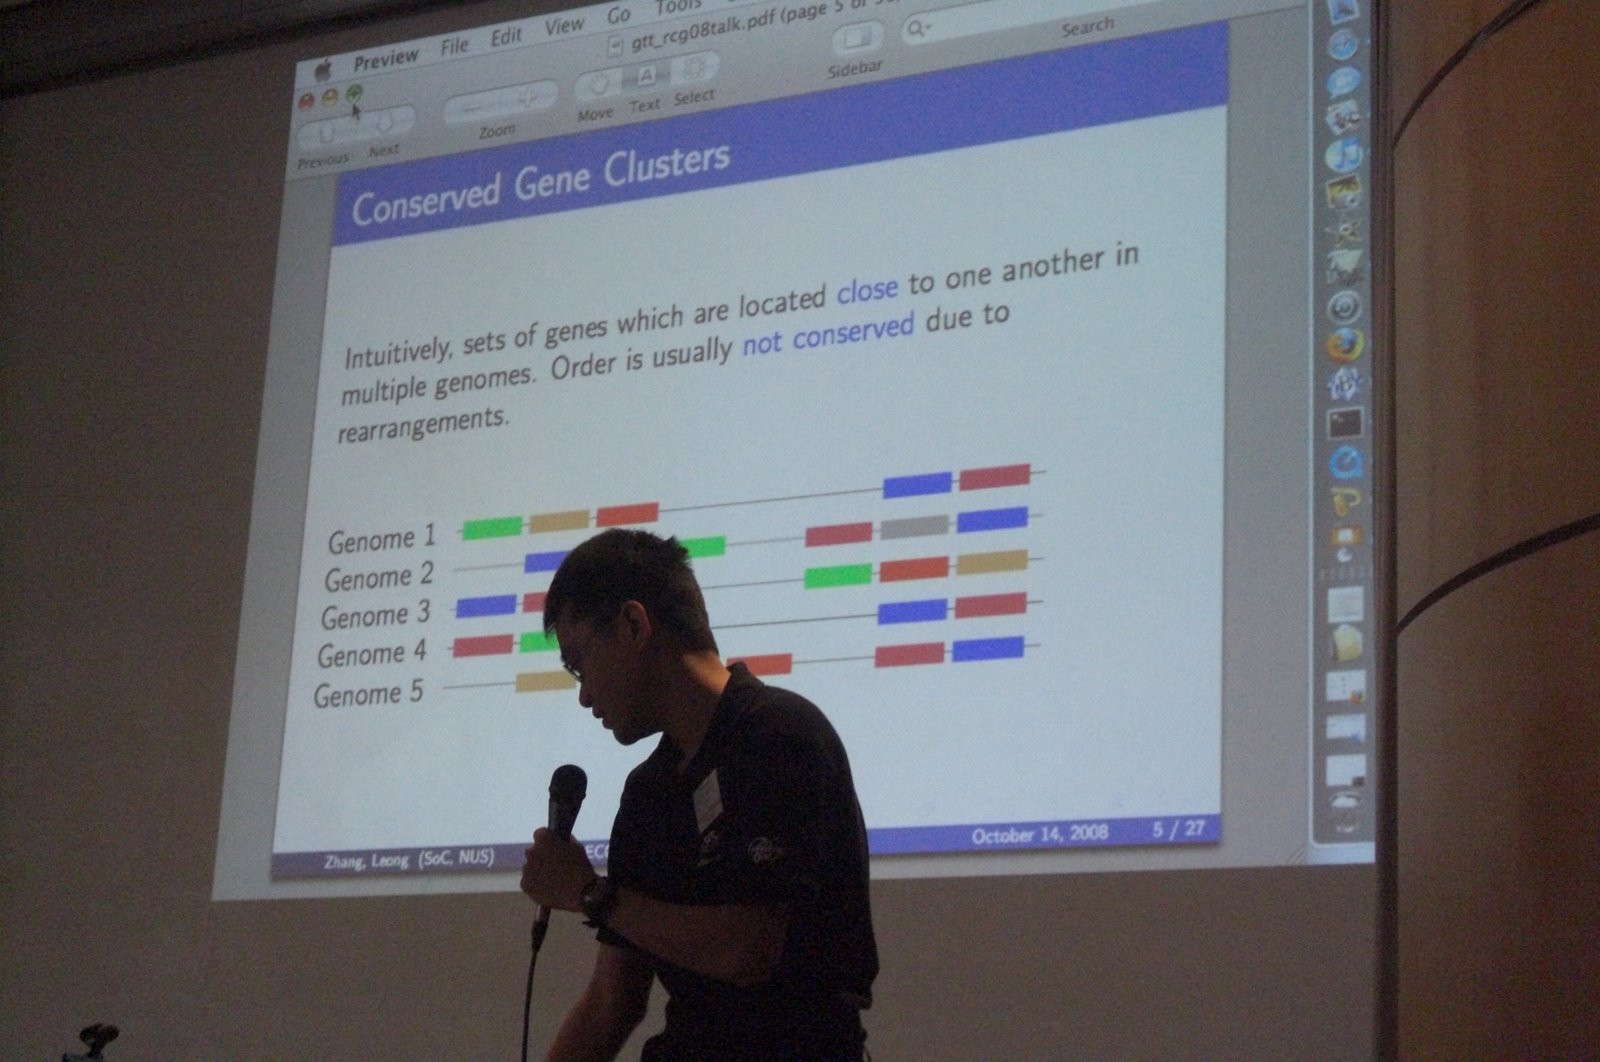 Preview File Edit View Go Tools
gtt_rcg08talk.pdf (page 5 of
Previous Next Zoom Move Text Select Sidebar Search
Conserved Gene Clusters
Intuitively, sets of genes which are located close to one another in
multiple genomes. Order is usually not conserved due to
rearrangements.
Genome 1
Genome 2
Genome 3
Genome 4
Genome 5
Zhang, Leong (SoC, NUS) October 14, 2008 5 / 27